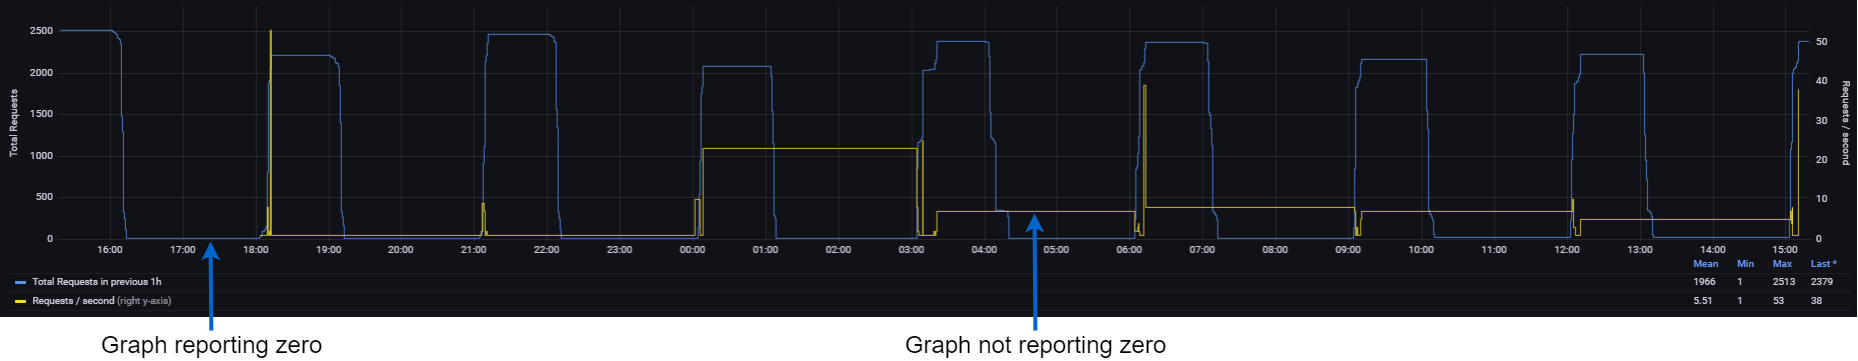 2500
2000
1500
1000
500
0
Total Requests
50
40
30
20
10
0
Requests / second
16:00 17:00 18:00 19:00 20:00 21:00 22:00 23:00 00:00 01:00 02:00 03:00 04:00 05:00 06:00 07:00 08:00 09:00 10:00 11:00 12:00 13:00 14:00 15:00
Mean Min Max Last *
Total Requests in previous 1h 1966 1 2513 2379
Requests / second (right y-axis) 5.51 1 53 38
Graph reporting zero
Graph not reporting zero